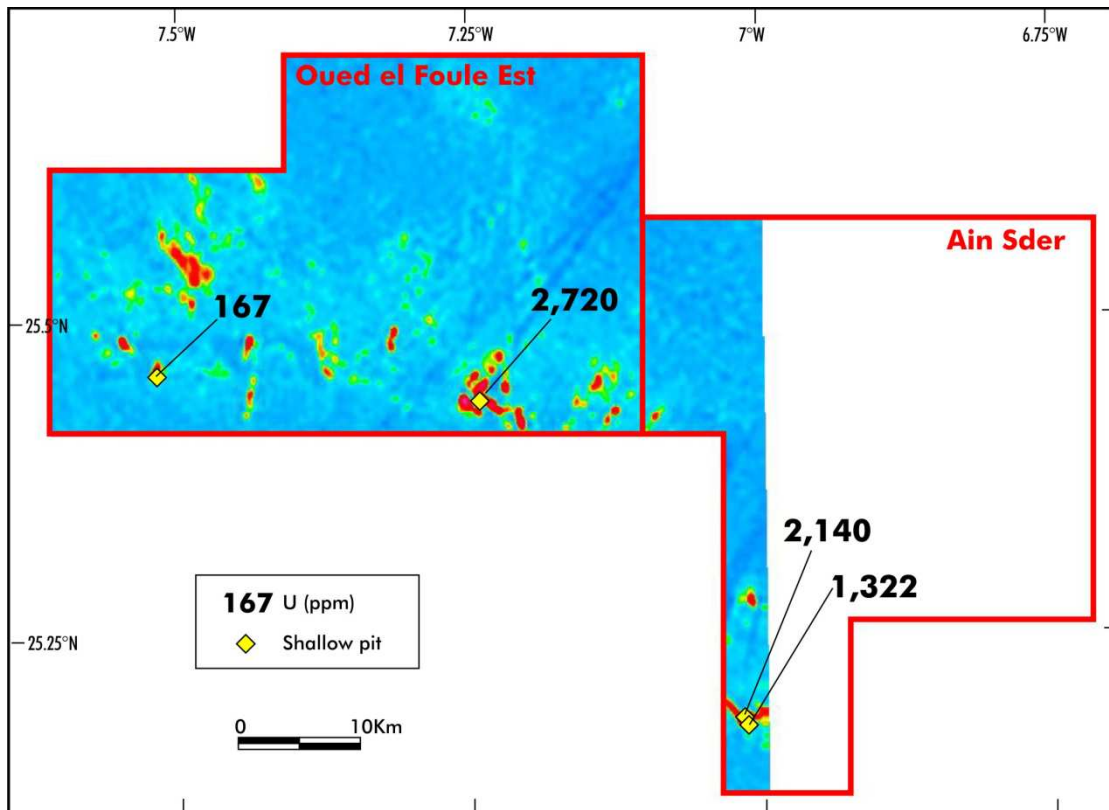 7.5°W
7.25°W
7°W
6.75°W
Oued el Foule Est
Ain Sder
167
2,720
25.5°N
2,140
1,322
167 U (ppm)
Shallow pit
25.25°N
0 10Km